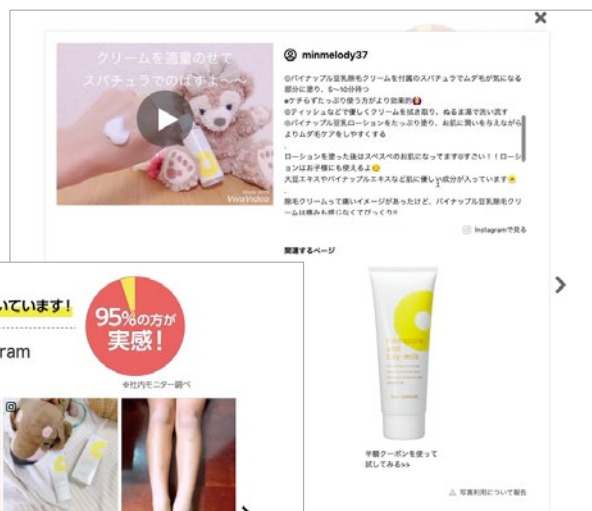 minmelody37
クリームを適量のせて
スパチュラでのばすよ〜〜
VivaVideo
パイナップル豆乳除毛クリームを付属のスパチュラでムダ毛が気になる
部分に塗り、5〜10分待つ
ケチらずたっぷり使う方がより効果的
ティッシュなどで優しくクリームを拭き取り、ぬるま湯で洗い流す
パイナップル豆乳ローションをたっぷり塗り、お肌に潤いを与えながら
よりムダ毛ケアをしやすくする
.
ローションを塗った後はスベスベのお肌になってます すごい！！ローシ
ョンはお子様にも使えるよ
大豆エキスやパイナップルエキスなど肌に優しい成分が入っています
.
除毛クリームって痛いイメージがあったけど、パイナップル豆乳除毛クリ
ームは痛みも感じなくてびっくり!!
Instagramで見る
関連するページ
Pineapple
and
Soy milk
半額クーポンを使って
試してみる>>
写真利用について報告
いています！
95%の方が
実感！
ram
※社内モニター調べ